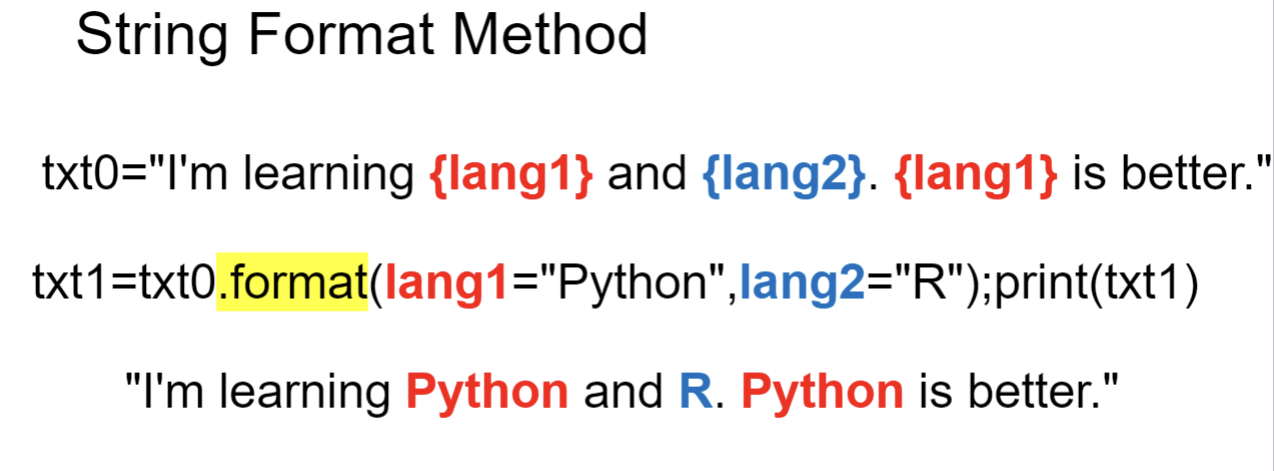 String Format Method
txt0="I'm learning {lang1} and {lang2}. {lang1} is better."
txt1=txt0.format(lang1="Python",lang2="R");print(txt1)
"I'm learning Python and R. Python is better."